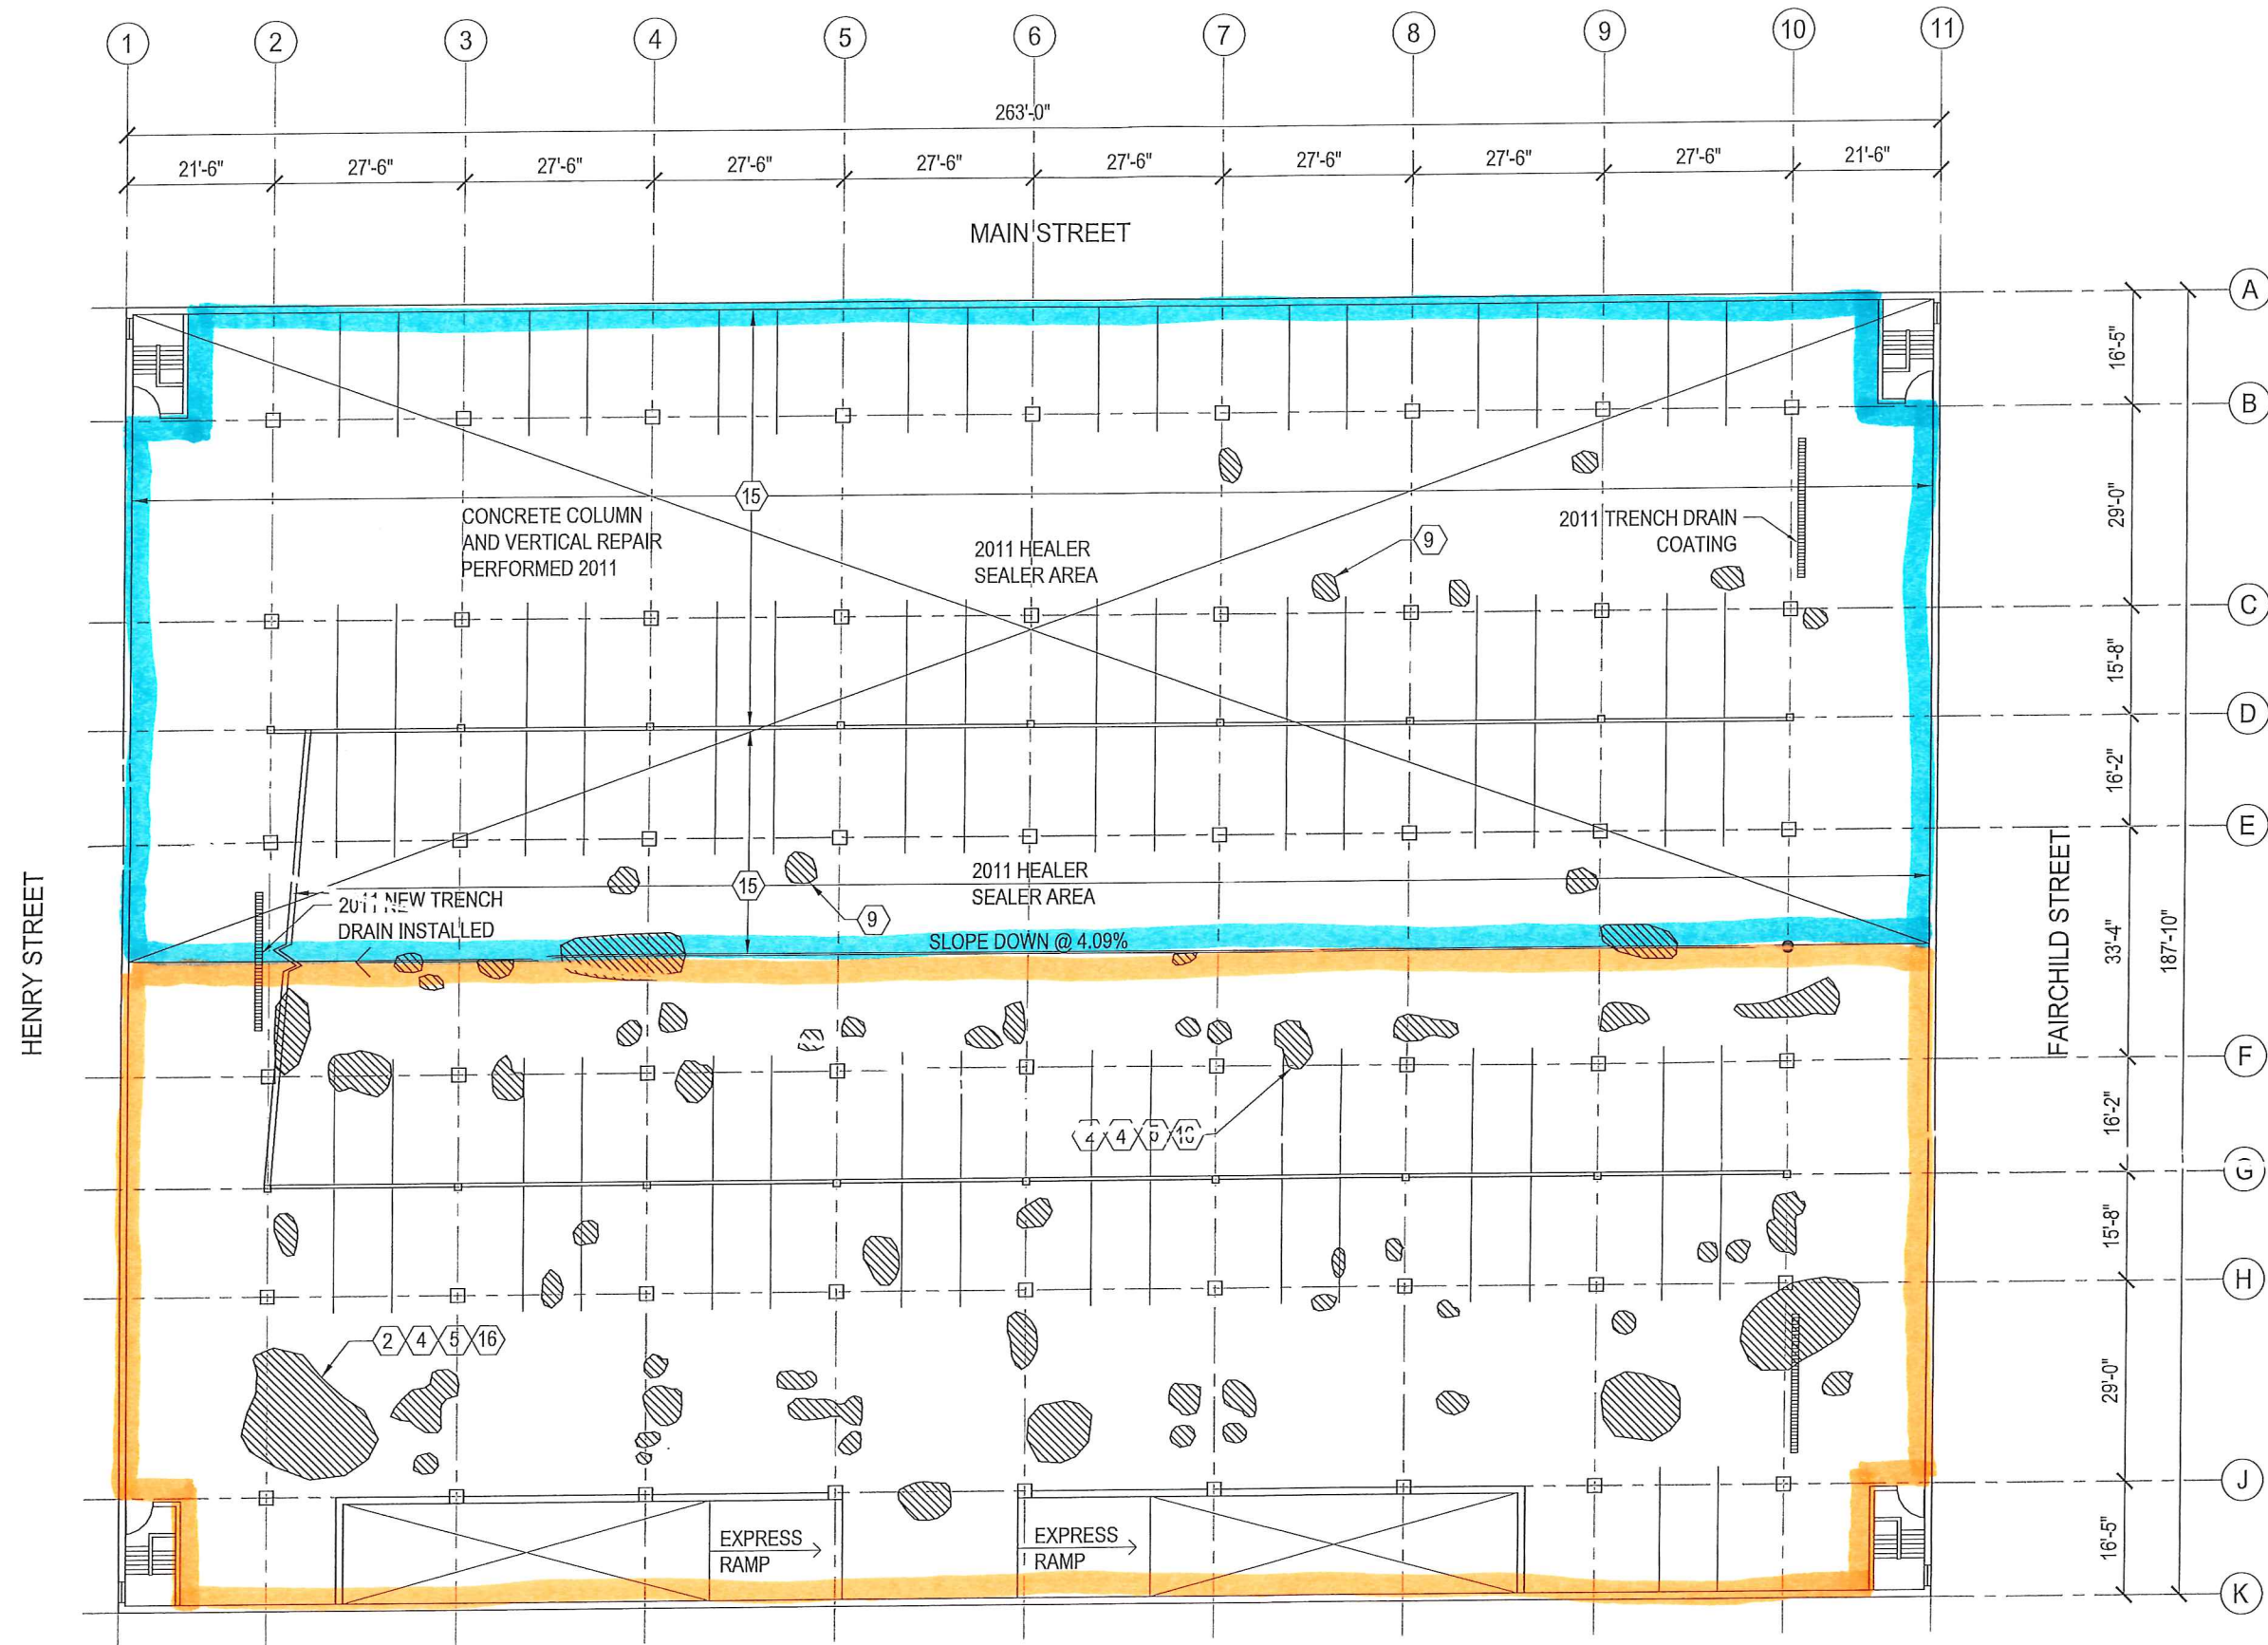 1 2 3 4 5 6 7 8 9 10 11
263'-0"
21'-6" 27'-6" 27'-6" 27'-6" 27'-6" 27'-6" 27'-6" 27'-6" 27'-6" 21'-6"
MAIN STREET
A
16'-5"
B
15
CONCRETE COLUMN
AND VERTICAL REPAIR
PERFORMED 2011
2011 HEALER
SEALER AREA
9
2011 TRENCH DRAIN
COATING
29'-0"
C
15'-8"
D
16'-2"
E
HENRY STREET
2011 NEW TRENCH
DRAIN INSTALLED
15
9
2011 HEALER
SEALER AREA
SLOPE DOWN @ 4.09%
FAIRCHILD STREET
33'-4"
187'-10"
F
4
16'-2"
G
15'-8"
H
2 4 5 16
29'-0"
J
EXPRESS
RAMP
EXPRESS
RAMP
16'-5"
K